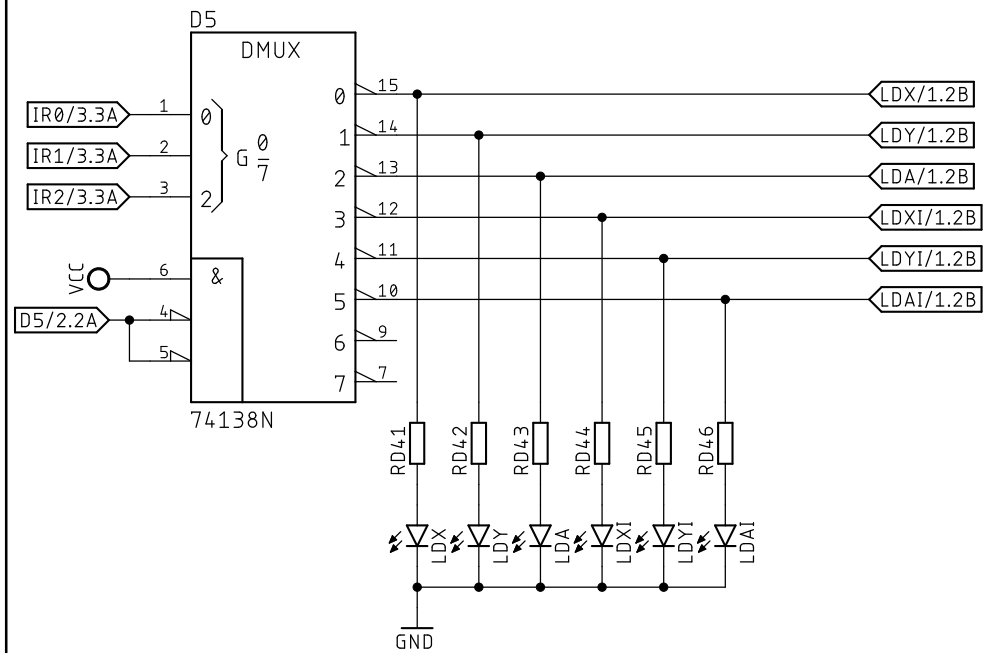 D5
DMUX
IR0/3.3A
1
0
IR1/3.3A
2
G 0
7
IR2/3.3A
3
2
VCC
6
&
D5/2.2A
4
5
0
15
LDX/1.2B
1
14
LDY/1.2B
2
13
LDA/1.2B
3
12
LDXI/1.2B
4
11
LDYI/1.2B
5
10
LDAI/1.2B
6
9
7
7
74138N
RD41
RD42
RD43
RD44
RD45
RD46
LDX
LDY
LDA
LDXI
LDYI
LDAI
GND